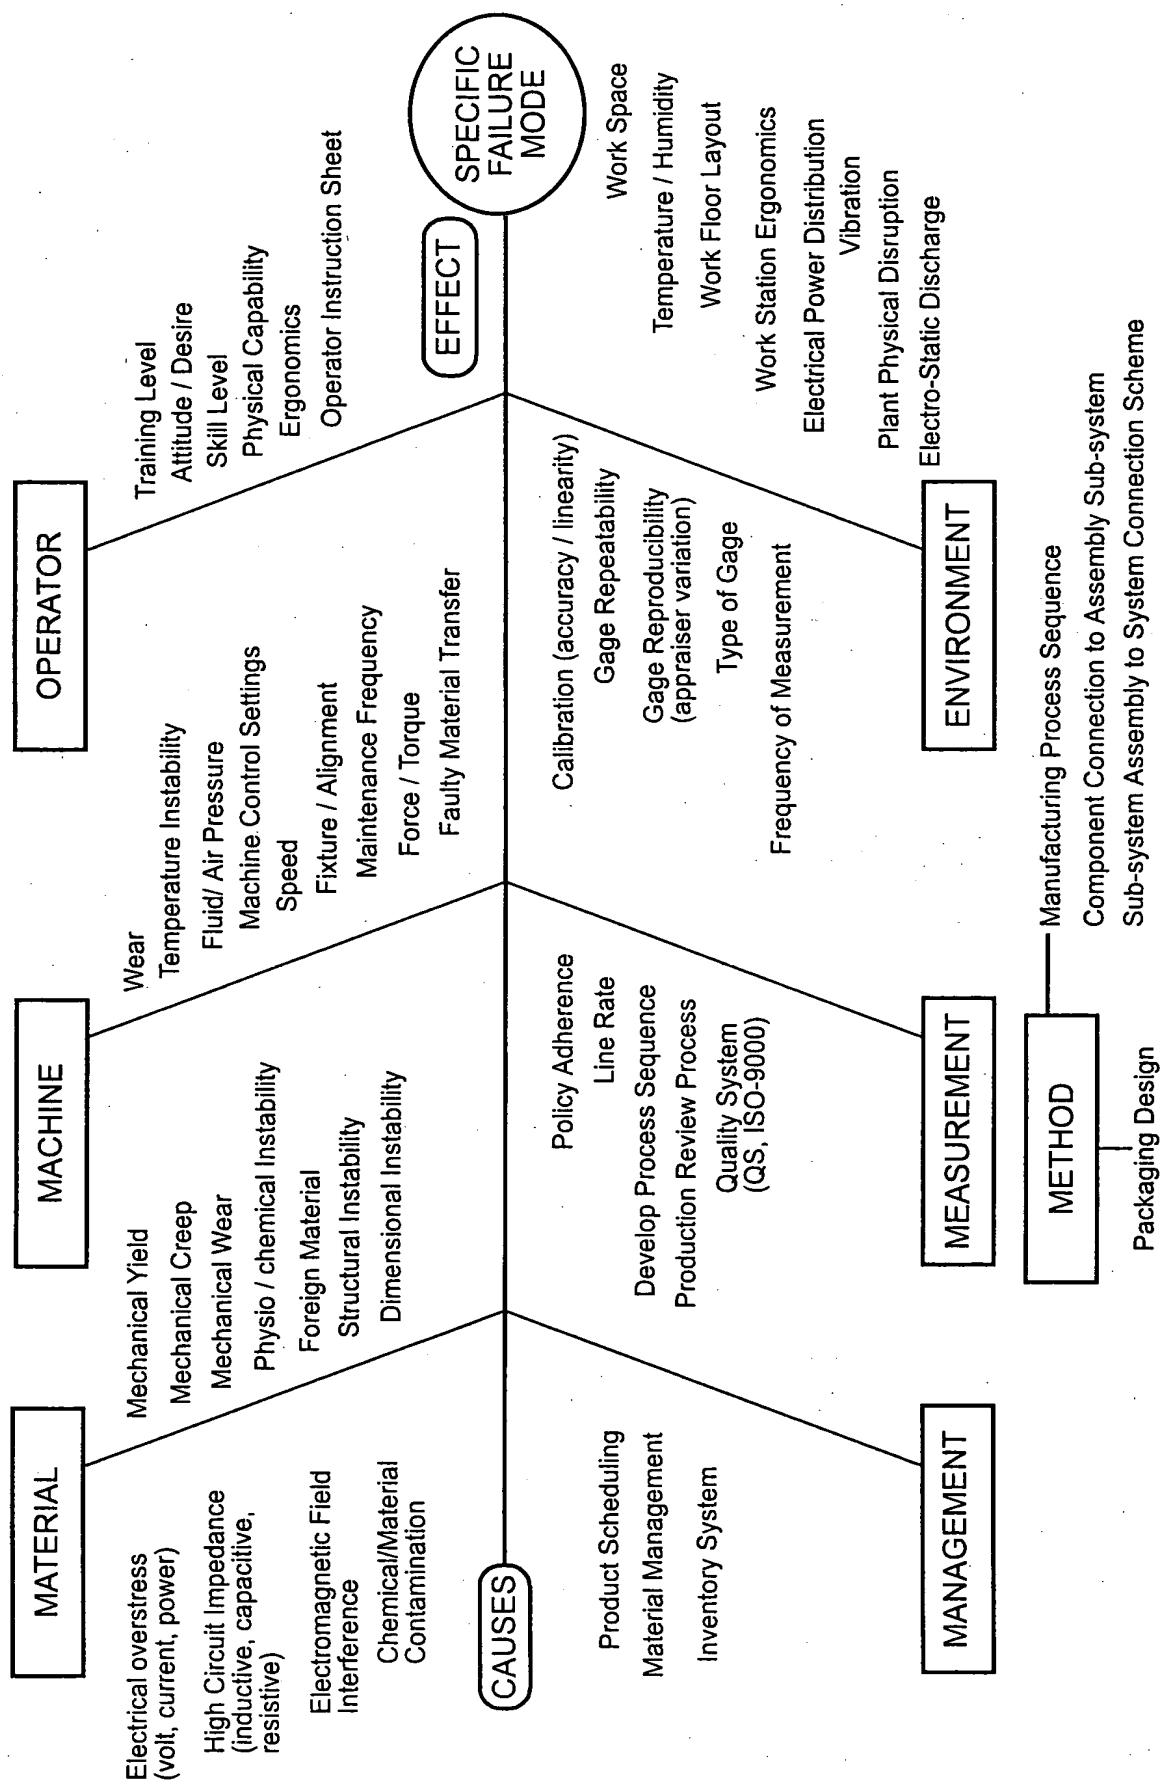 MATERIAL
Electrical overstress
(volt, current, power)
High Circuit Impedance
(inductive, capacitive,
resistive)
Electromagnetic Field
Interference
Chemical/Material
Contamination
Mechanical Yield
Mechanical Creep
Mechanical Wear
Physio / chemical Instability
Foreign Material
Structural Instability
Dimensional Instability
MACHINE
Wear
Temperature Instability
Fluid/ Air Pressure
Machine Control Settings
Speed
Fixture / Alignment
Maintenance Frequency
Force / Torque
Faulty Material Transfer
OPERATOR
Training Level
Attitude / Desire
Skill Level
Physical Capability
Ergonomics
Operator Instruction Sheet
CAUSES
EFFECT
SPECIFIC
FAILURE
MODE
Product Scheduling
Material Management
Inventory System
MANAGEMENT
Policy Adherence
Line Rate
Develop Process Sequence
Production Review Process
Quality System
(QS, ISO-9000)
MEASUREMENT
Calibration (accuracy / linearity)
Gage Repeatability
Gage Reproducibility
(appraiser variation)
Type of Gage
Frequency of Measurement
ENVIRONMENT
Work Space
Temperature / Humidity
Work Floor Layout
Work Station Ergonomics
Electrical Power Distribution
Vibration
Plant Physical Disruption
Electro-Static Discharge
METHOD
Manufacturing Process Sequence
Component Connection to Assembly Sub-system
Sub-system Assembly to System Connection Scheme
Packaging Design